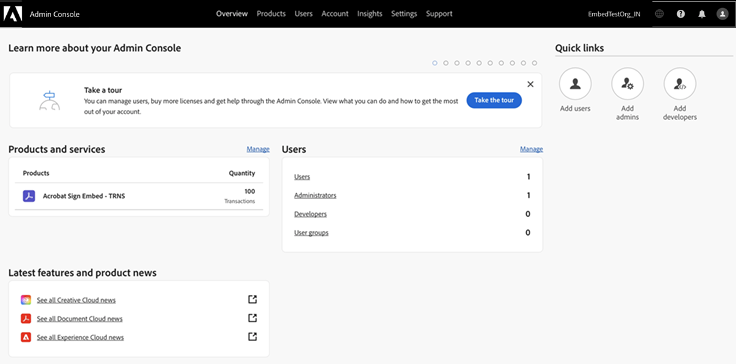 Admin Console
Overview Products Users Account Insights Settings Support
EmbedTestOrg_IN
Learn more about your Admin Console
Take a tour
You can manage users, buy more licenses and get help through the Admin Console. View what you can do and how to get the most
out of your account.
Take the tour
Quick links
Add users
Add
admins
Add
developers
Products and services
Manage
Products Quantity
Acrobat Sign Embed - TRNS
100
Transactions
Users
Manage
Users 1
Administrators 1
Developers 0
User groups 0
Latest features and product news
See all Creative Cloud news
See all Document Cloud news
See all Experience Cloud news